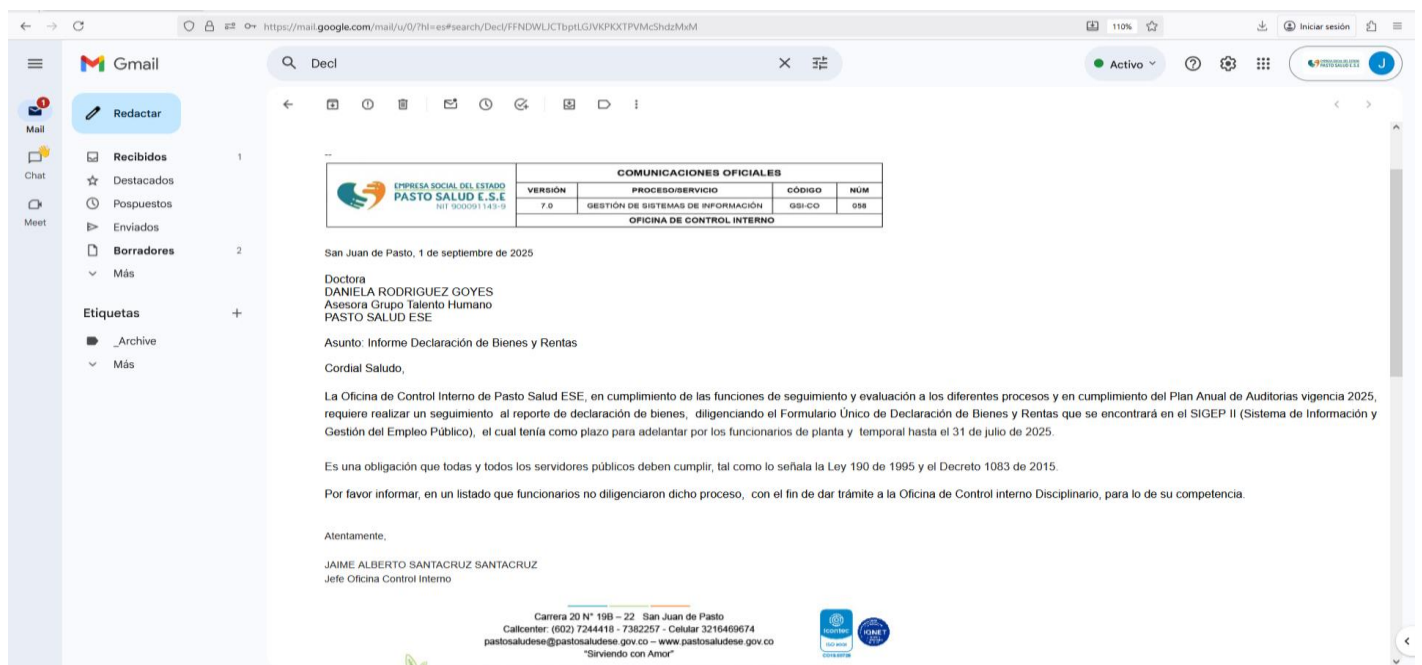 https://mail.google.com/mail/u/0/?hl=es#search/Decl/FFNDWLJCTbptLGJVKPKXTPVMcShdzMxM
110%
Iniciar sesión
Gmail
Decl
Activo
EMPRESA SOCIAL DEL ESTADO
PASTO SALUD E.S.E
J
1
Mail
Chat
Meet
Redactar
Recibidos 1
Destacados
Pospuestos
Enviados
Borradores 2
Más
Etiquetas
_Archive
Más
--
EMPRESA SOCIAL DEL ESTADO
PASTO SALUD E.S.E
NIT 900091143-9
COMUNICACIONES OFICIALES
VERSIÓN PROCESO/SERVICIO CÓDIGO NÚM
7.0 GESTIÓN DE SISTEMAS DE INFORMACIÓN GSI-CO 058
OFICINA DE CONTROL INTERNO
San Juan de Pasto, 1 de septiembre de 2025
Doctora
DANIELA RODRIGUEZ GOYES
Asesora Grupo Talento Humano
PASTO SALUD ESE
Asunto: Informe Declaración de Bienes y Rentas
Cordial Saludo,
La Oficina de Control Interno de Pasto Salud ESE, en cumplimiento de las funciones de seguimiento y evaluación a los diferentes procesos y en cumplimiento del Plan Anual de Auditorias vigencia 2025,
requiere realizar un seguimiento al reporte de declaración de bienes, diligenciando el Formulario Único de Declaración de Bienes y Rentas que se encontrará en el SIGEP II (Sistema de Información y
Gestión del Empleo Público), el cual tenía como plazo para adelantar por los funcionarios de planta y temporal hasta el 31 de julio de 2025.
Es una obligación que todas y todos los servidores públicos deben cumplir, tal como lo señala la Ley 190 de 1995 y el Decreto 1083 de 2015.
Por favor informar, en un listado que funcionarios no diligenciaron dicho proceso, con el fin de dar trámite a la Oficina de Control interno Disciplinario, para lo de su competencia.
Atentamente,
JAIME ALBERTO SANTACRUZ SANTACRUZ
Jefe Oficina Control Interno
Carrera 20 N° 19B – 22 San Juan de Pasto
Callcenter: (602) 7244418 - 7382257 - Celular 3216469674
pastosaludese@pastosaludese.gov.co – www.pastosaludese.gov.co
"Sirviendo con Amor"
icontec
ISO 9001
IQNET